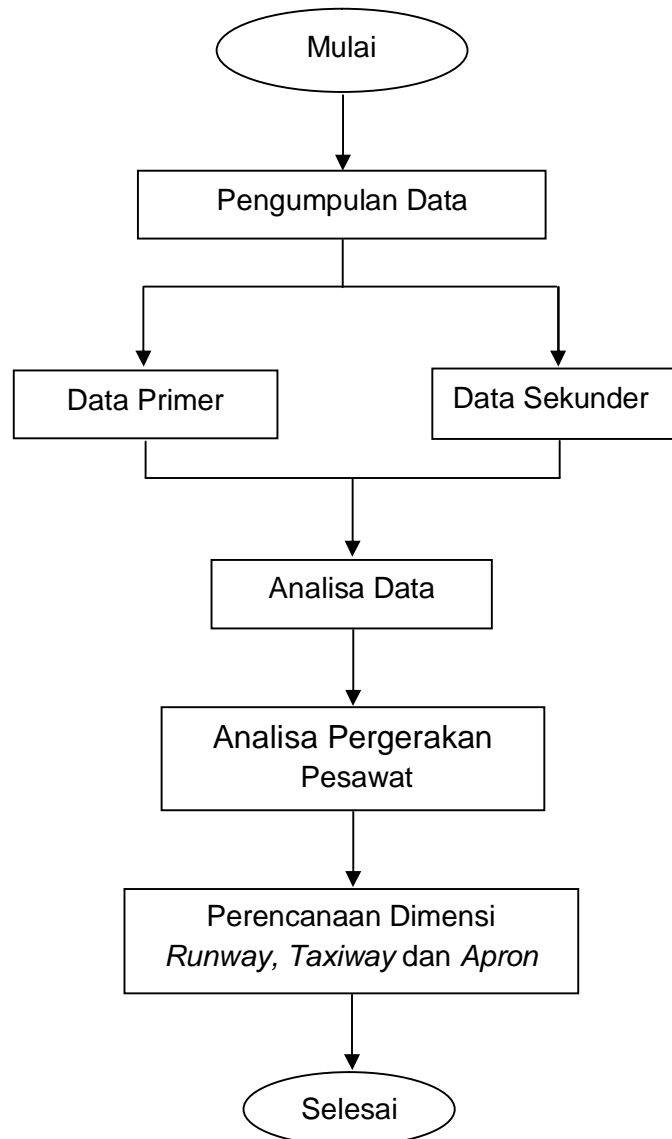 Mulai
Pengumpulan Data
Data Primer
Data Sekunder
Analisa Data
Analisa Pergerakan
Pesawat
Perencanaan Dimensi
Runway, Taxiway dan Apron
Selesai